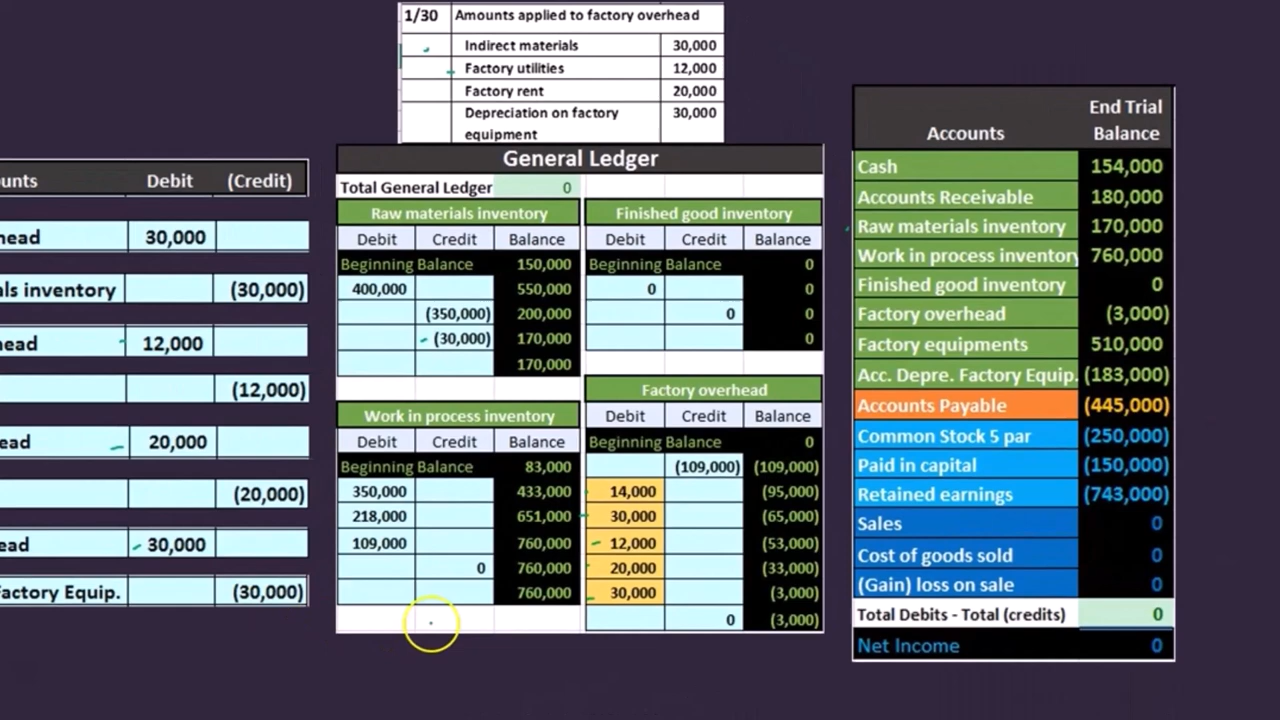 1/30 Amounts applied to factory overhead
Indirect materials 30,000
Factory utilities 12,000
Factory rent 20,000
Depreciation on factory equipment 30,000
unts Debit (Credit)
ead 30,000
ls inventory (30,000)
ead 12,000
(12,000)
ead 20,000
(20,000)
ead 30,000
Factory Equip. (30,000)
General Ledger
Total General Ledger 0
Raw materials inventory
Debit Credit Balance
Beginning Balance 150,000
400,000 550,000
(350,000) 200,000
(30,000) 170,000
170,000
Finished good inventory
Debit Credit Balance
Beginning Balance 0
0 0
0 0
0
Work in process inventory
Debit Credit Balance
Beginning Balance 83,000
350,000 433,000
218,000 651,000
109,000 760,000
0 760,000
760,000
Factory overhead
Debit Credit Balance
Beginning Balance 0
(109,000) (109,000)
14,000 (95,000)
30,000 (65,000)
12,000 (53,000)
20,000 (33,000)
30,000 (3,000)
0 (3,000)
Accounts End Trial Balance
Cash 154,000
Accounts Receivable 180,000
Raw materials inventory 170,000
Work in process inventory 760,000
Finished good inventory 0
Factory overhead (3,000)
Factory equipments 510,000
Acc. Depre. Factory Equip. (183,000)
Accounts Payable (445,000)
Common Stock 5 par (250,000)
Paid in capital (150,000)
Retained earnings (743,000)
Sales 0
Cost of goods sold 0
(Gain) loss on sale 0
Total Debits - Total (credits) 0
Net Income 0